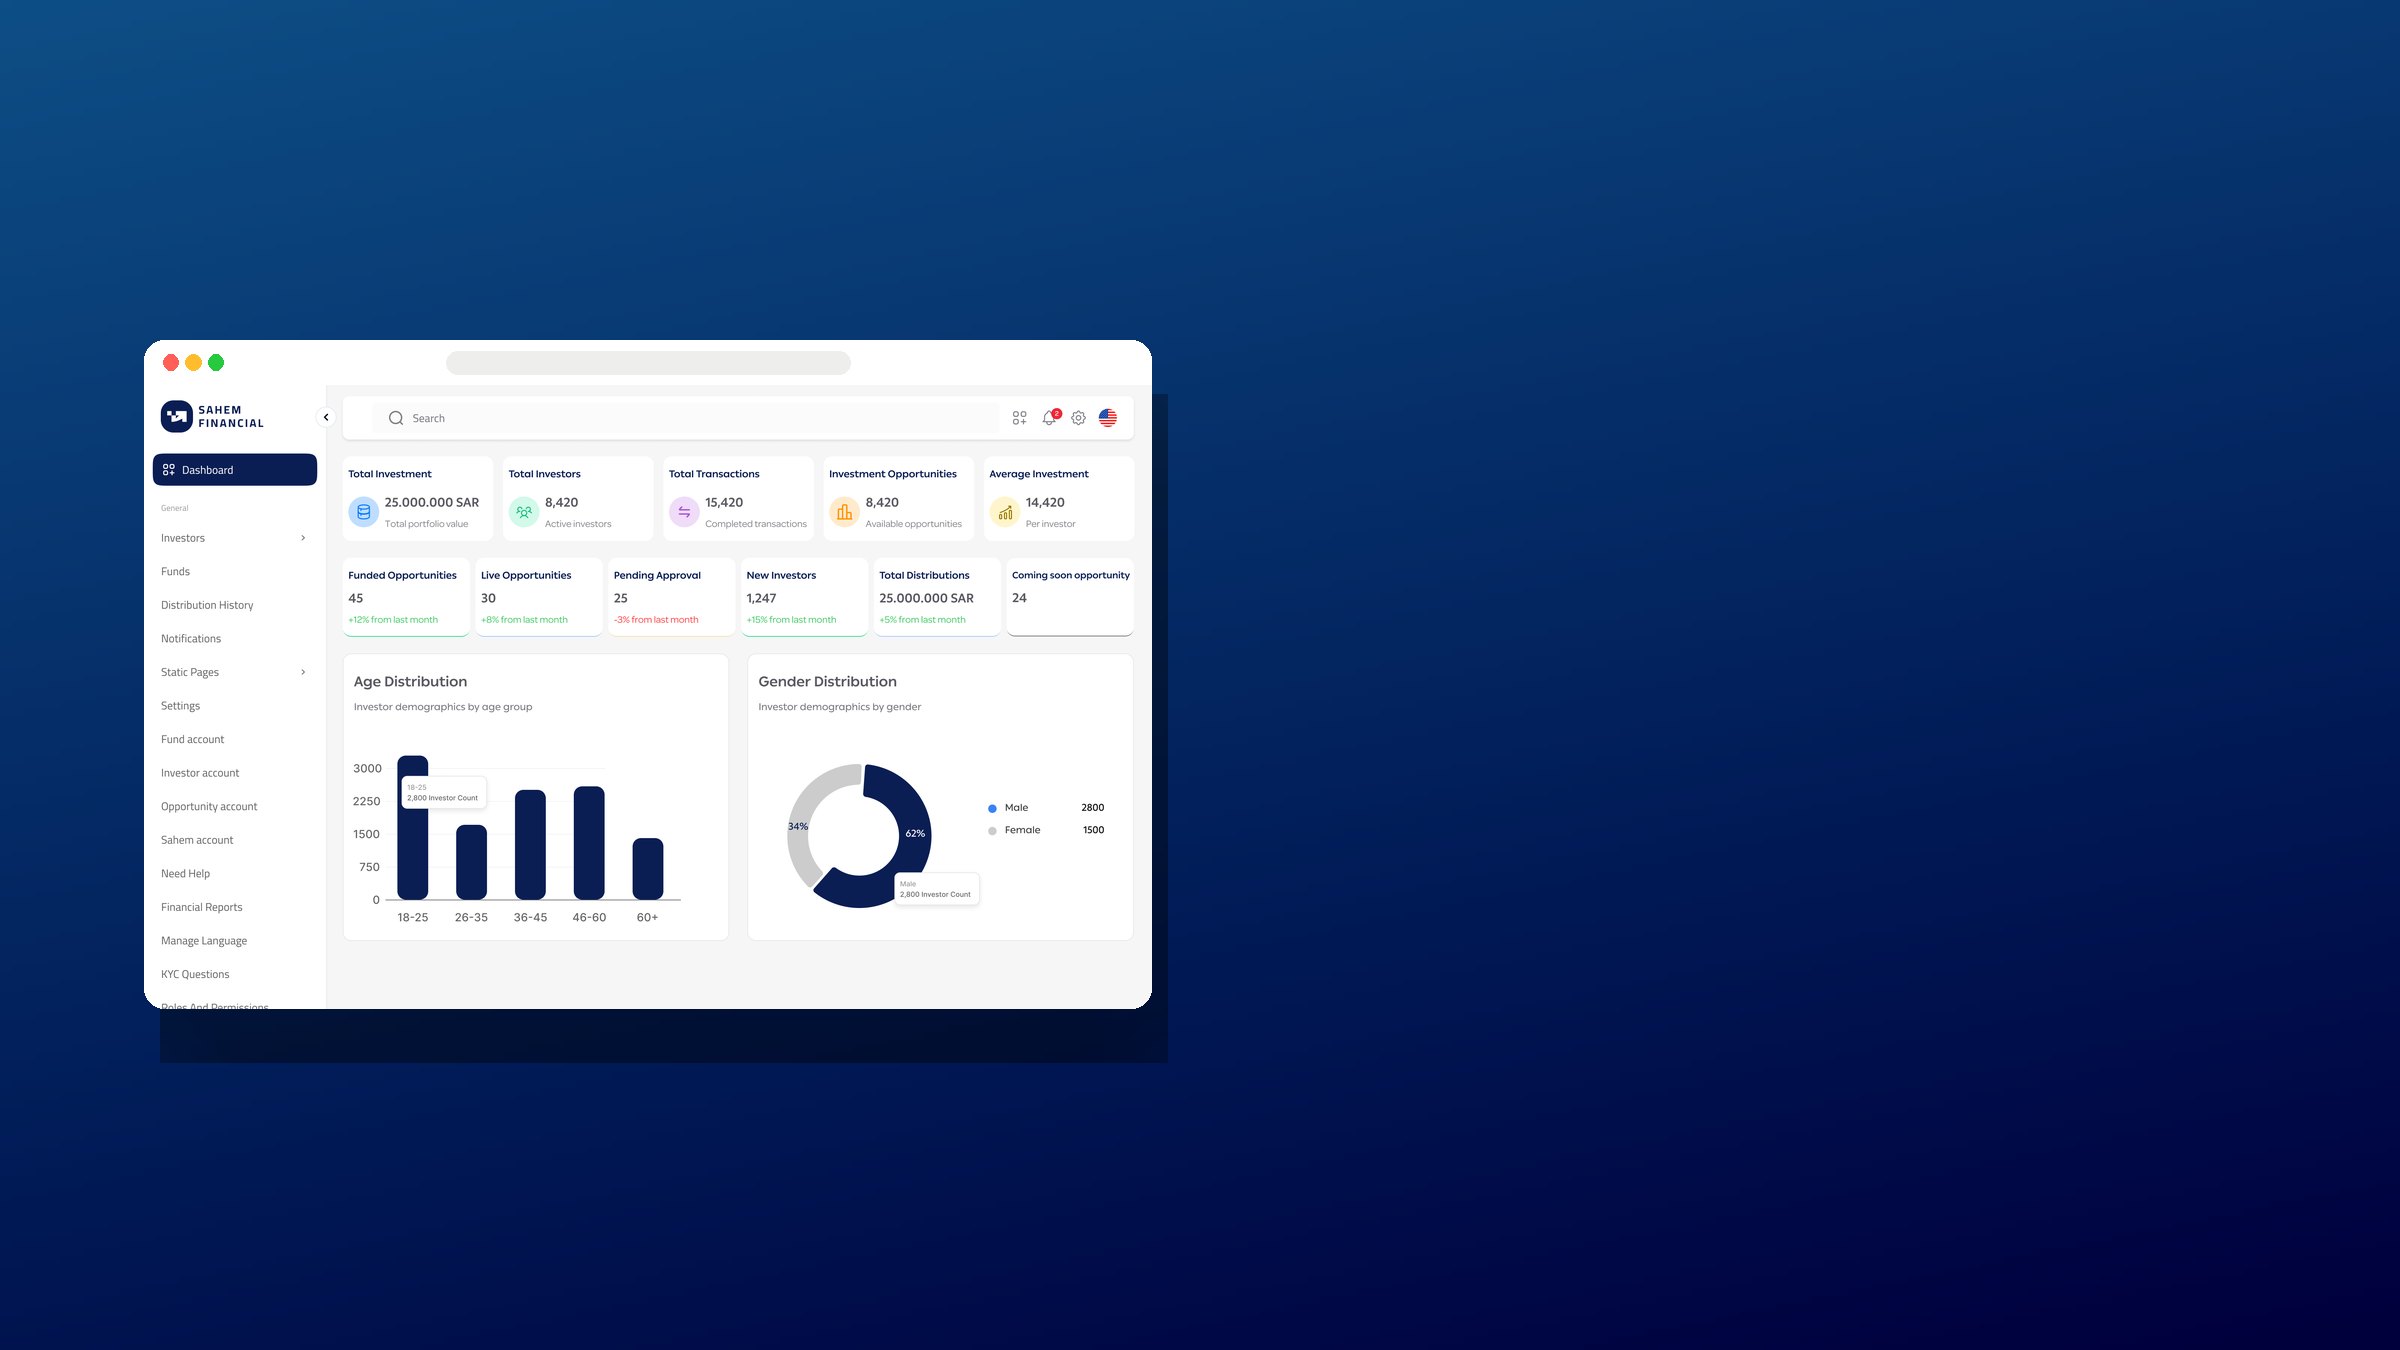 SAHEM
FINANCIAL
Dashboard
General
Investors
Funds
Distribution History
Notifications
Static Pages
Settings
Fund account
Investor account
Opportunity account
Sahem account
Need Help
Financial Reports
Manage Language
KYC Questions
Roles And Permissions
Search
2
Total Investment
25.000.000 SAR
Total portfolio value
Total Investors
8,420
Active investors
Total Transactions
15,420
Completed transactions
Investment Opportunities
8,420
Available opportunities
Average Investment
14,420
Per investor
Funded Opportunities
45
+12% from last month
Live Opportunities
30
+8% from last month
Pending Approval
25
-3% from last month
New Investors
1,247
+15% from last month
Total Distributions
25.000.000 SAR
+5% from last month
Coming soon opportunity
24
Age Distribution
Investor demographics by age group
3000
2250
1500
750
0
18-25
2,800 Investor Count
18-25 26-35 36-45 46-60 60+
Gender Distribution
Investor demographics by gender
34%
62%
Male
2,800 Investor Count
Male 2800
Female 1500